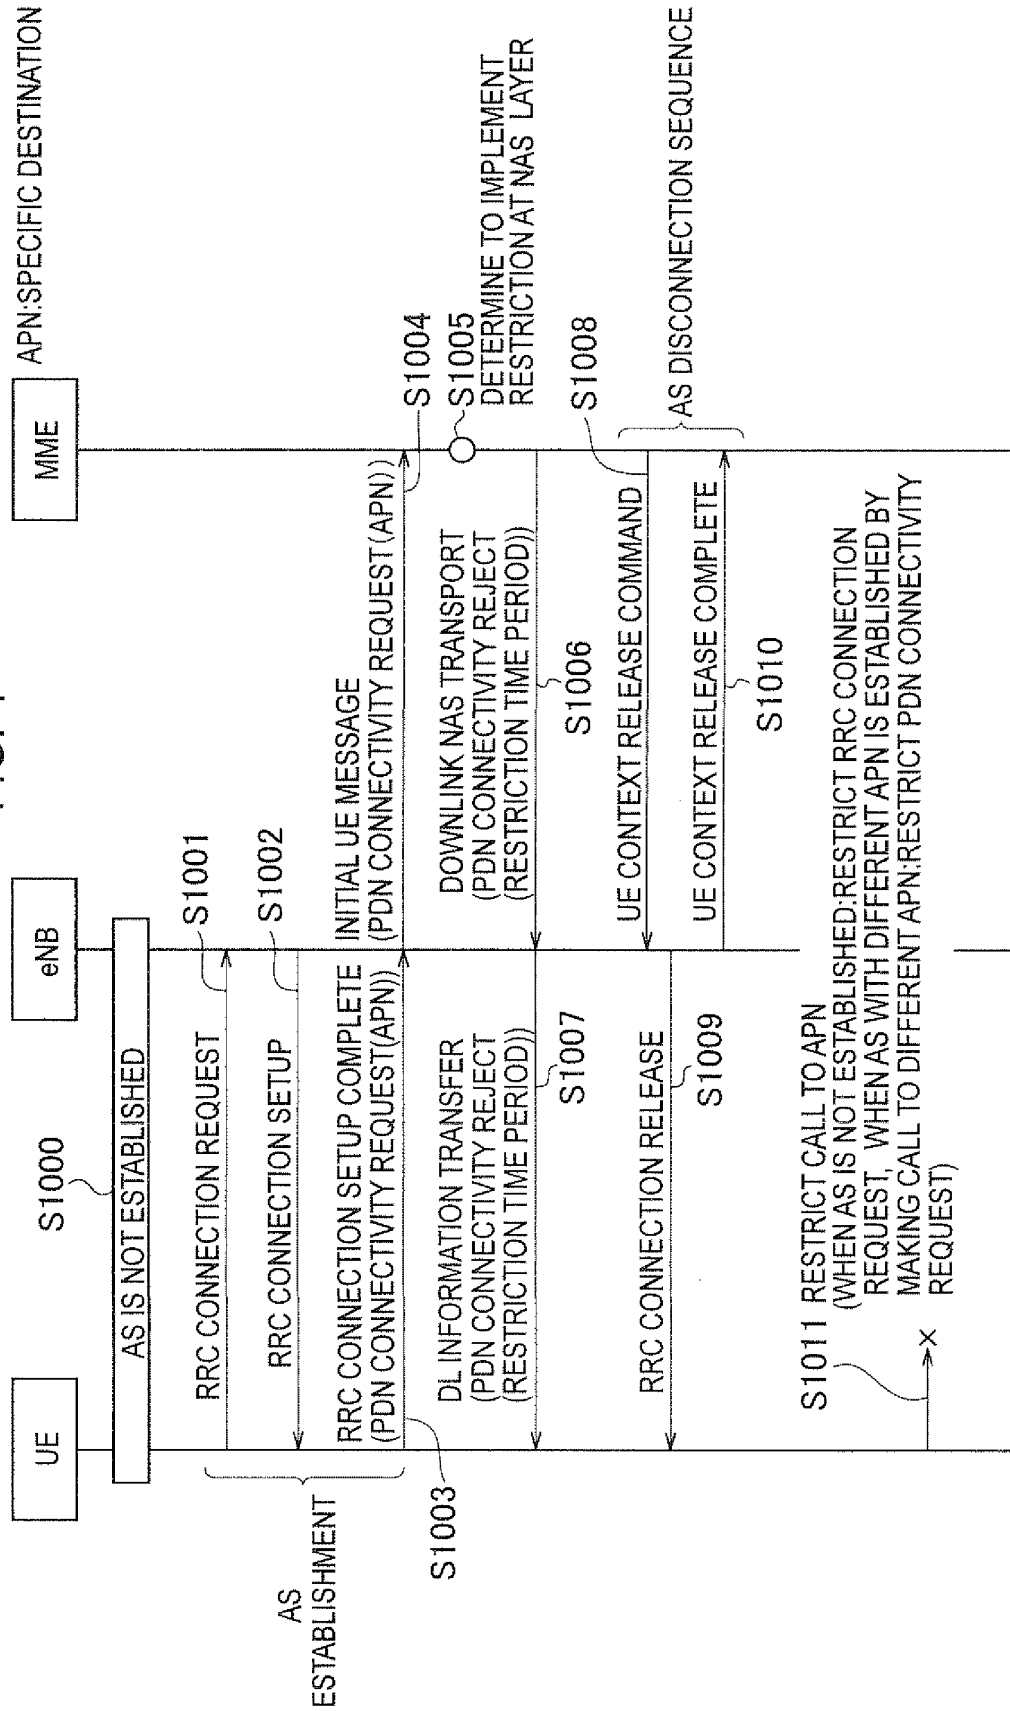 APN:SPECIFIC DESTINATION
UE
eNB
MME
S1000
AS IS NOT ESTABLISHED
RRC CONNECTION REQUEST
S1001
RRC CONNECTION SETUP
S1002
AS
ESTABLISHMENT
RRC CONNECTION SETUP COMPLETE
(PDN CONNECTIVITY REQUEST(APN))
S1003
INITIAL UE MESSAGE
(PDN CONNECTIVITY REQUEST(APN))
S1004
S1005
DETERMINE TO IMPLEMENT
RESTRICTION AT NAS LAYER
DOWNLINK NAS TRANSPORT
(PDN CONNECTIVITY REJECT
(RESTRICTION TIME PERIOD))
S1006
DL INFORMATION TRANSFER
(PDN CONNECTIVITY REJECT
(RESTRICTION TIME PERIOD))
S1007
S1008
UE CONTEXT RELEASE COMMAND
AS DISCONNECTION SEQUENCE
RRC CONNECTION RELEASE
S1009
UE CONTEXT RELEASE COMPLETE
S1010
S1011 RESTRICT CALL TO APN
(WHEN AS IS NOT ESTABLISHED:RESTRICT RRC CONNECTION
REQUEST, WHEN AS WITH DIFFERENT APN IS ESTABLISHED BY
MAKING CALL TO DIFFERENT APN:RESTRICT PDN CONNECTIVITY
REQUEST)
X